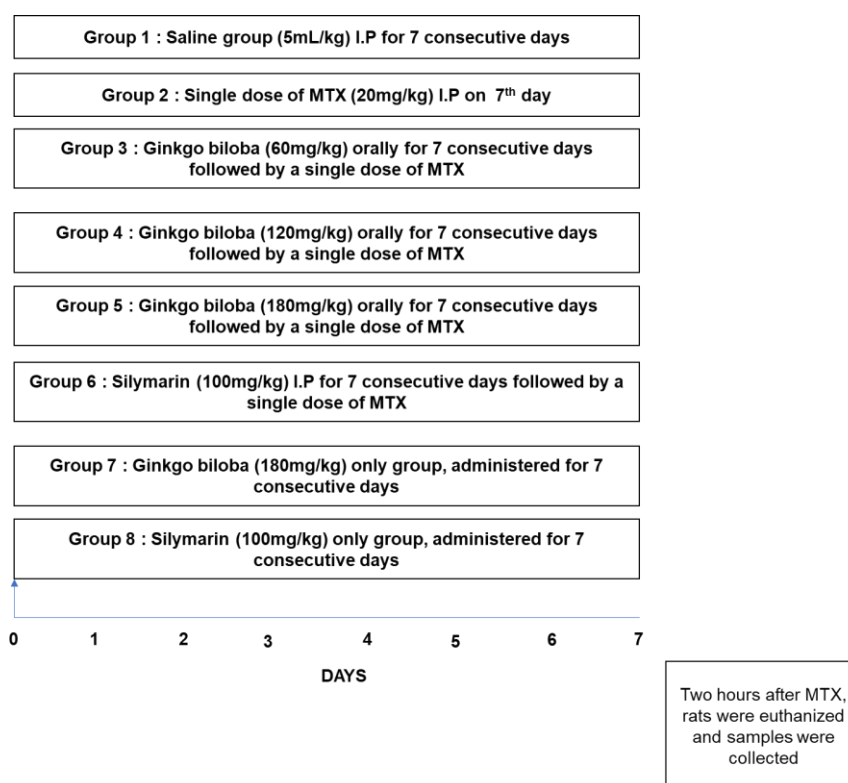 Group 1 : Saline group (5mL/kg) I.P for 7 consecutive days
Group 2 : Single dose of MTX (20mg/kg) I.P on 7th day
Group 3 : Ginkgo biloba (60mg/kg) orally for 7 consecutive days
followed by a single dose of MTX
Group 4 : Ginkgo biloba (120mg/kg) orally for 7 consecutive days
followed by a single dose of MTX
Group 5 : Ginkgo biloba (180mg/kg) orally for 7 consecutive days
followed by a single dose of MTX
Group 6 : Silymarin (100mg/kg) I.P for 7 consecutive days followed by a
single dose of MTX
Group 7 : Ginkgo biloba (180mg/kg) only group, administered for 7
consecutive days
Group 8 : Silymarin (100mg/kg) only group, administered for 7
consecutive days
0 1 2 3 4 5 6 7
DAYS
Two hours after MTX,
rats were euthanized
and samples were
collected